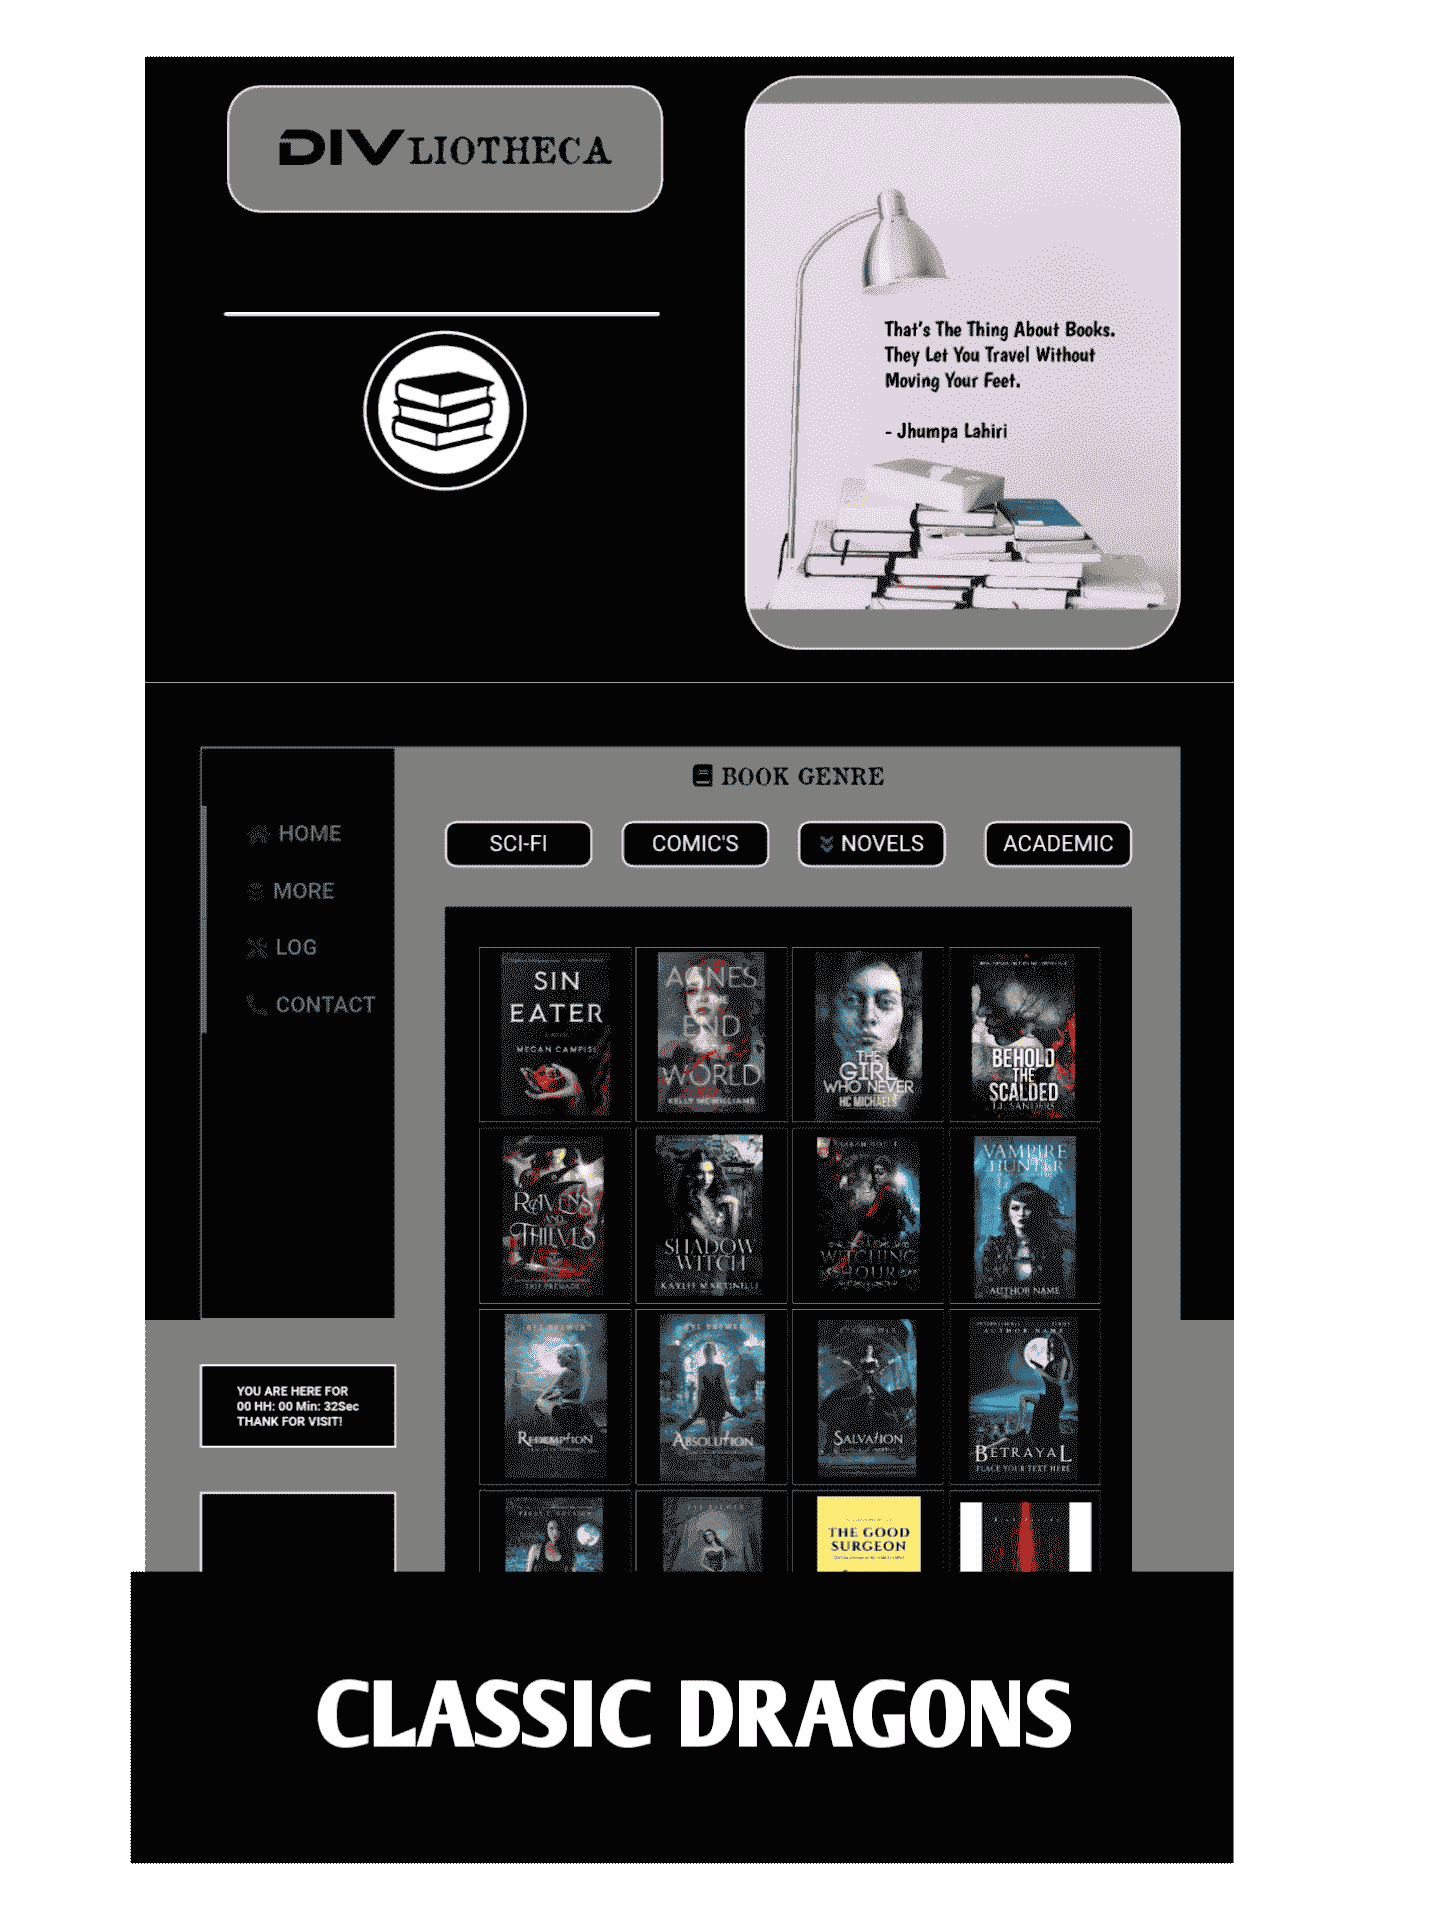 DIVLIOTHECA
That's The Thing About Books.
They Let You Travel Without
Moving Your Feet.
- Jhumpa Lahiri
BOOK GENRE
HOME
MORE
LOG
CONTACT
SCI-FI
COMIC'S
NOVELS
ACADEMIC
SIN
EATER
MEGAN CAMPISI
AGNES
THE
END
WORLD
KELLY MCWILLIAMS
THE
GIRL
WHO NEVER
HC MICHAELS
BEHOLD
THE
SCALDED
T.L. SANDERS
RAVENS
AND
THIEVES
SHADOW
WITCH
KAYLEE MARTINELLI
WITCHING
HOUR
VAMPIRE
HUNTER
AUTHOR NAME
REDEMPTION
ABSOLUTION
SALVATION
AUTHOR NAME
BETRAYAL
PLACE YOUR TEXT HERE
YOU ARE HERE FOR
00 HH: 00 Min: 32Sec
THANK FOR VISIT!
THE GOOD
SURGEON
CLASSIC DRAGONS